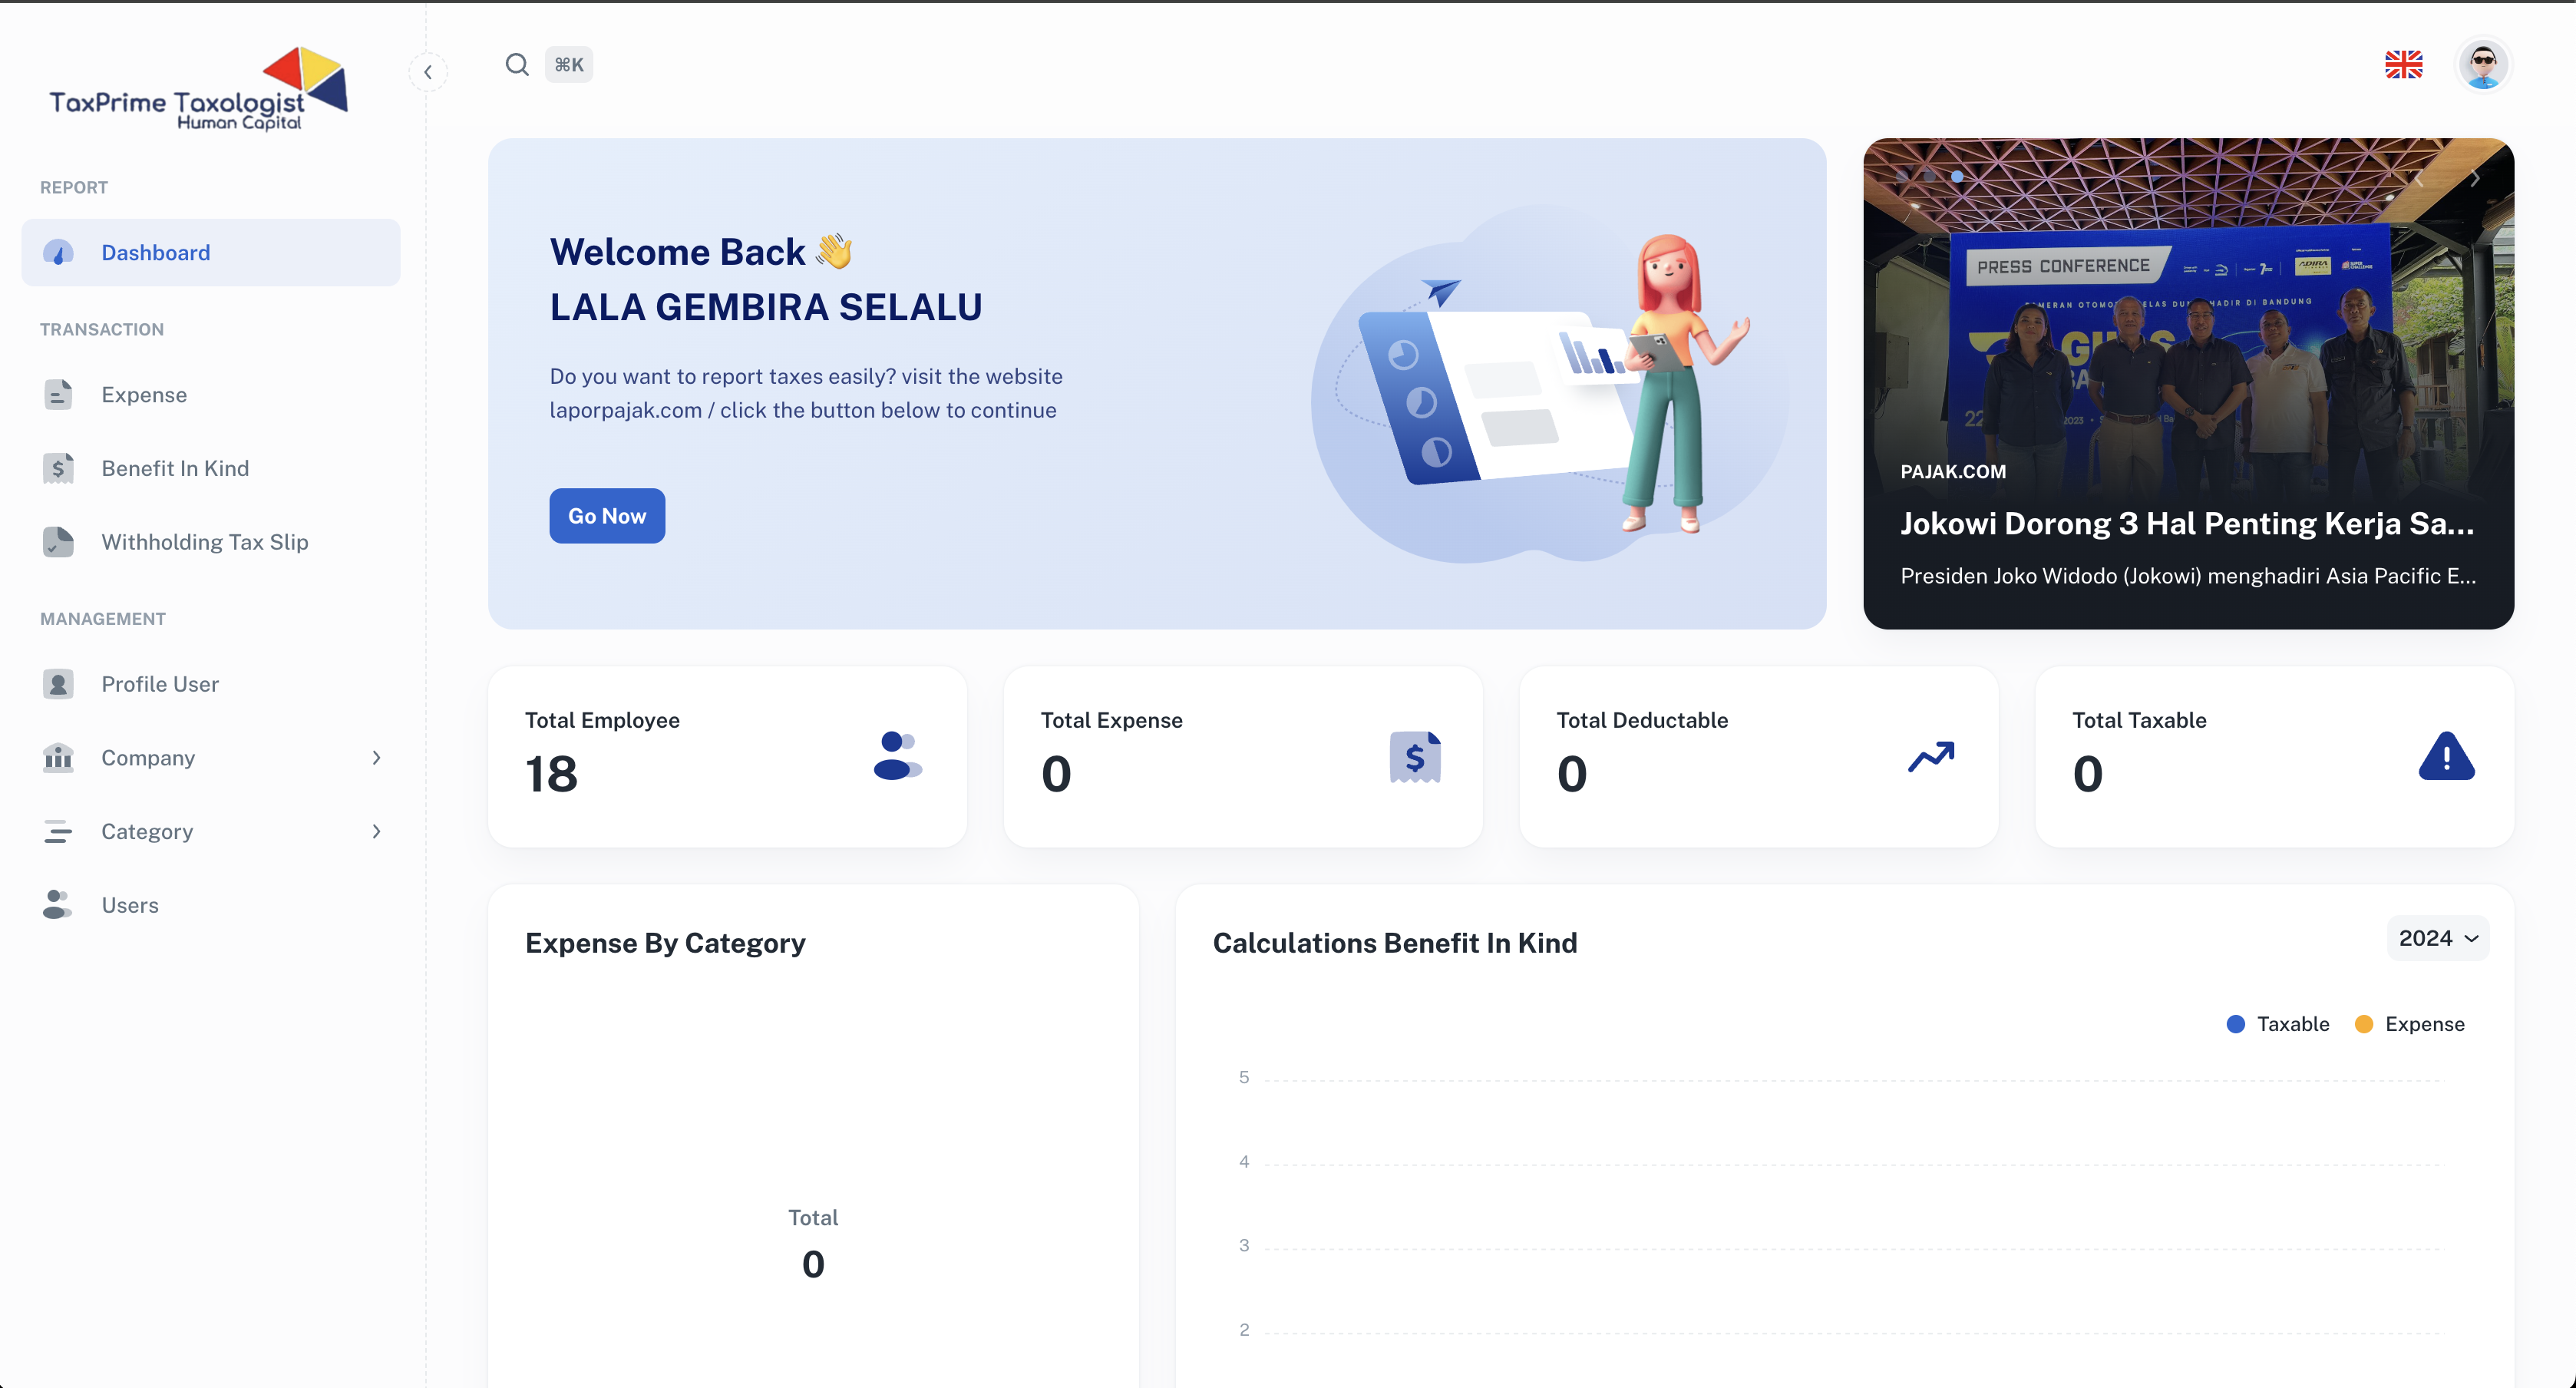 TaxPrime Taxologist
Human Capital
⌘K
REPORT
Dashboard
TRANSACTION
Expense
Benefit In Kind
Withholding Tax Slip
MANAGEMENT
Profile User
Company
Category
Users
Welcome Back 👋
LALA GEMBIRA SELALU
Do you want to report taxes easily? visit the website
laporpajak.com / click the button below to continue
Go Now
PRESS CONFERENCE
ADIRA
HADIR DI BANDUNG
PAJAK.COM
Jokowi Dorong 3 Hal Penting Kerja Sa...
Presiden Joko Widodo (Jokowi) menghadiri Asia Pacific E...
Total Employee
18
Total Expense
0
Total Deductable
0
Total Taxable
0
Expense By Category
Total
0
Calculations Benefit In Kind
2024
Taxable
Expense
5
4
3
2